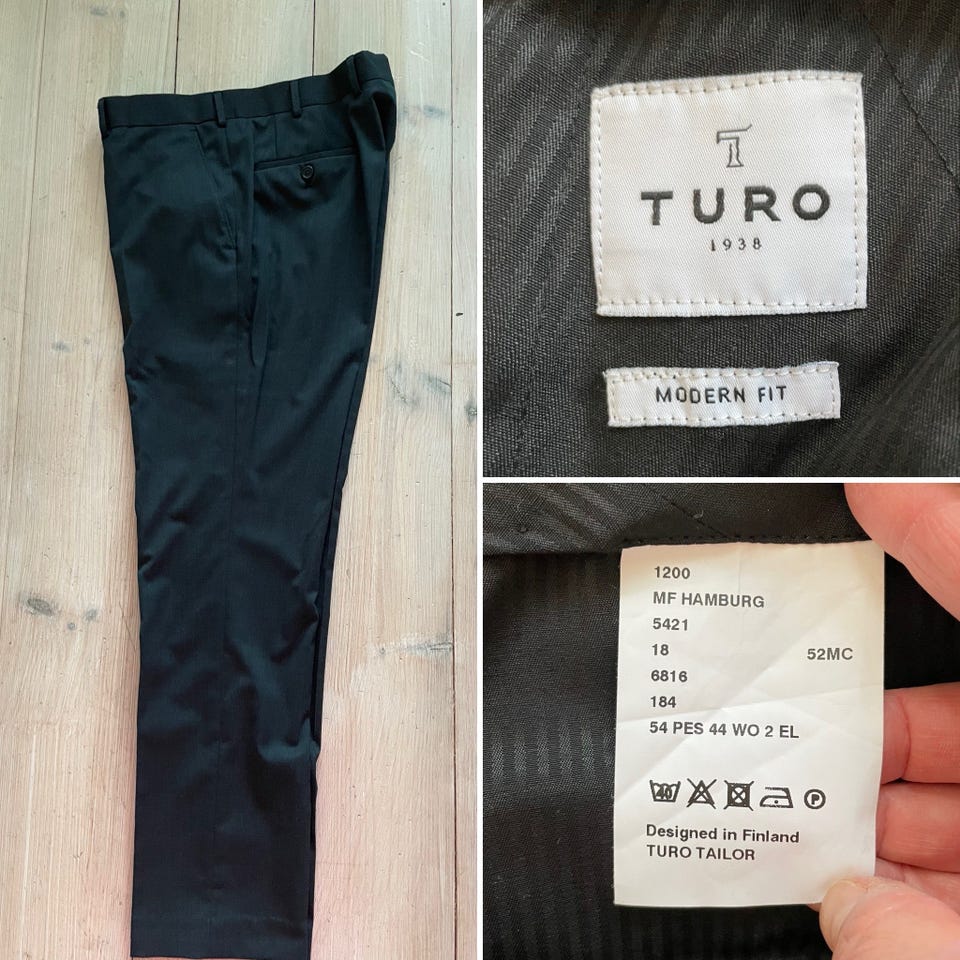 TURO
1938
MODERN FIT
1200
MF HAMBURG
5421
18 52MC
6816
184
54 PES 44 WO 2 EL
40 P
Designed in Finland
TURO TAILOR